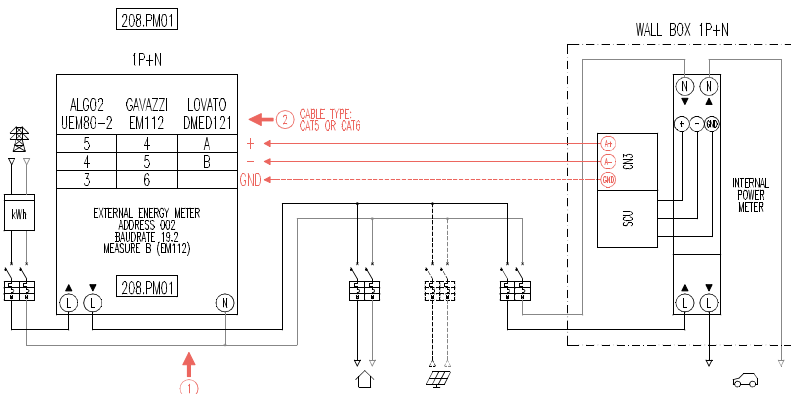 208.PM01
1P+N
WALL BOX 1P+N
ALGO2 UEM80-2
GAVAZZI EM112
LOVATO DMED121
2
CABLE TYPE:
CAT5 OR CAT6
5 4 A +
4 5 B -
3 6 GND
A+
A-
GND
CN3
SCU
N N
+ - GND
INTERNAL
POWER
METER
kWh
EXTERNAL ENERGY METER
ADDRESS 002
BAUDRATE 19.2
MEASURE B (EM112)
208.PM01
L L N
L L
1